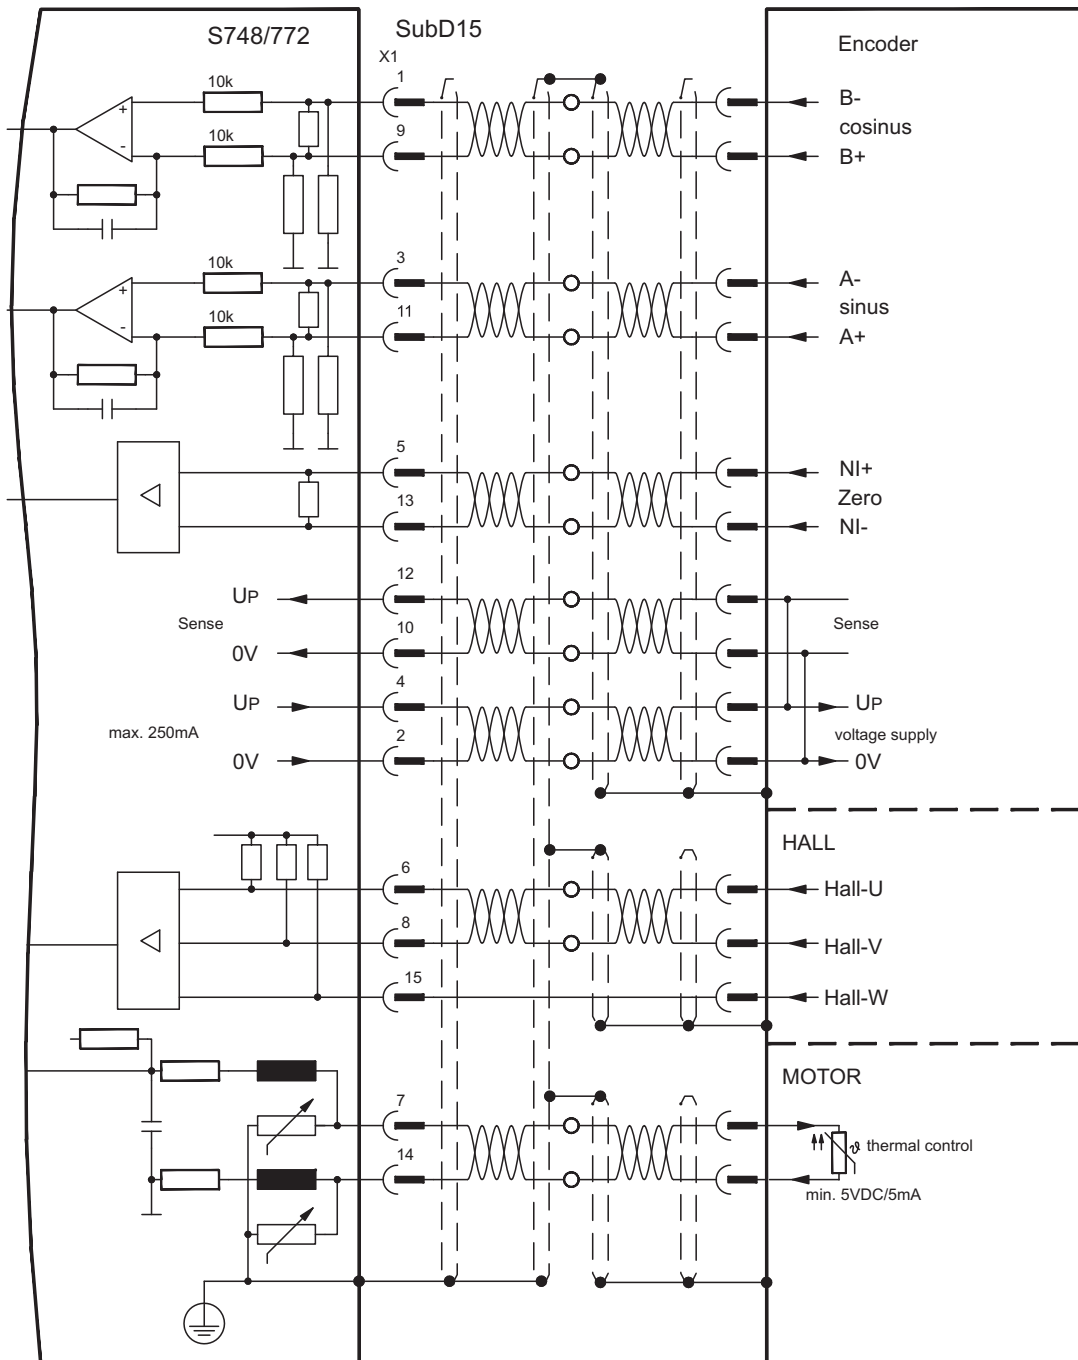 S748/772
SubD15
Encoder
X1
10k
1
B-
cosinus
10k
9
B+
10k
3
A-
sinus
10k
11
A+
+
-
+
-
5
NI+
Zero
13
NI-
UP
12
Sense
Sense
0V
10
UP
4
UP
max. 250mA
voltage supply
0V
2
0V
HALL
6
Hall-U
8
Hall-V
15
Hall-W
MOTOR
7
ϑ thermal control
14
min. 5VDC/5mA